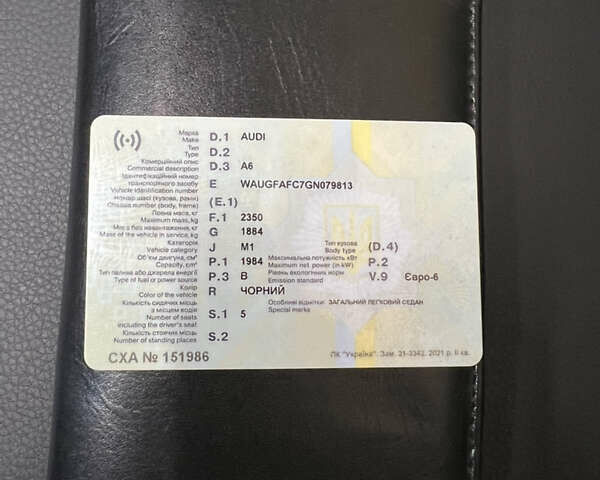 Марка
Make D.1 AUDI
Тип
Type D.2
Комерційний опис
Commercial description D.3 A6
Ідентифікаційний номер
транспортного засобу
Vehicle identification number E WAUGFAFC7GN079813
Номер шасі (кузова, рами)
Chassis number (body, frame) (E.1)
Повна маса, кг
Maximum mass, kg F.1 2350
Маса без навантаження, кг
Mass of the vehicle in service, kg G 1884
Категорія
Vehicle category J M1 Тип кузова
Body type (D.4)
Об'єм двигуна, см³
Capacity, cm³ P.1 1984 Максимальна потужність кВт
Maximum net power (in kW) P.2
Тип палива або джерела енергії
Type of fuel or power source P.3 B Рівень екологічних норм
Emission standard V.9 Євро-6
Колір
Color of the vehicle R ЧОРНИЙ
Кількість сидячих місць
з місцем водія
Number of seats
including the driver's seat S.1 5 Особливі відмітки: ЗАГАЛЬНИЙ ЛЕГКОВИЙ СЕДАН
Special marks
Кількість стоячих місць
Number of standing places S.2
СХА № 151986
ПК "Україна". Зам. 21-3342. 2021 р. II кв.